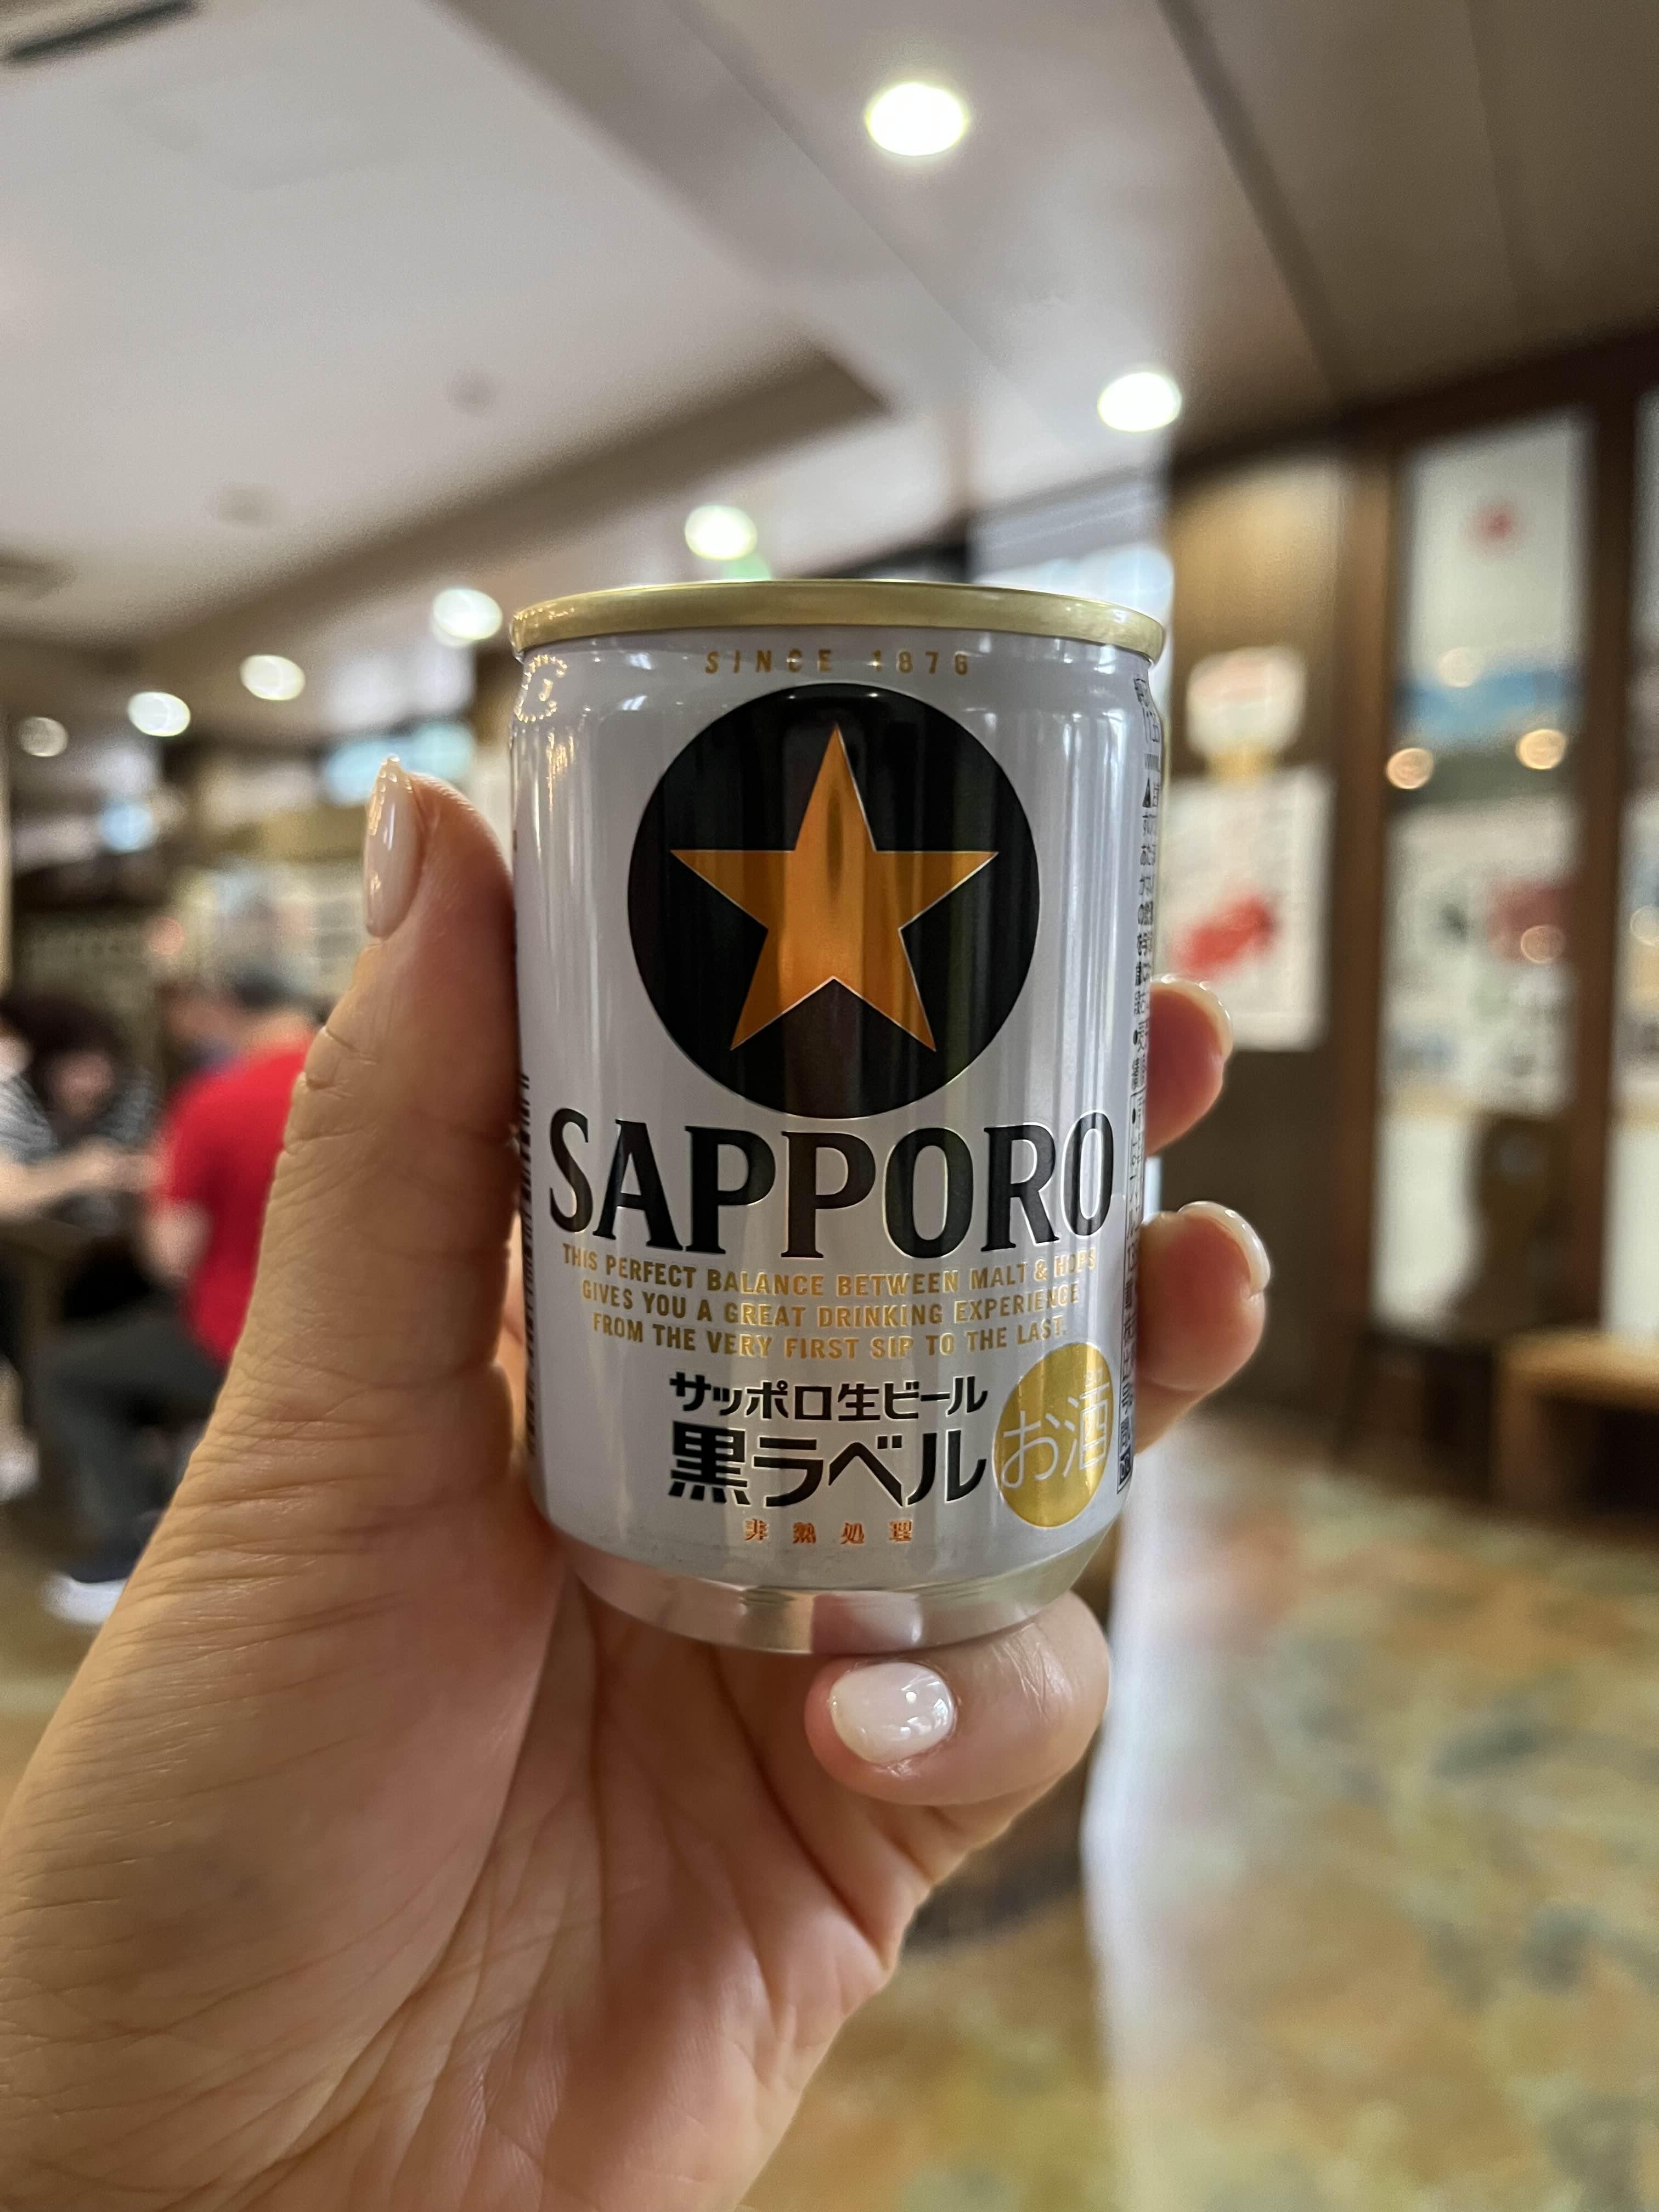 SINCE 1876
SAPPORO
THIS PERFECT BALANCE BETWEEN MALT & HOPS
GIVES YOU A GREAT DRINKING EXPERIENCE
FROM THE VERY FIRST SIP TO THE LAST.
サッポロ生ビール
黒ラベル
お酒
非熱処理